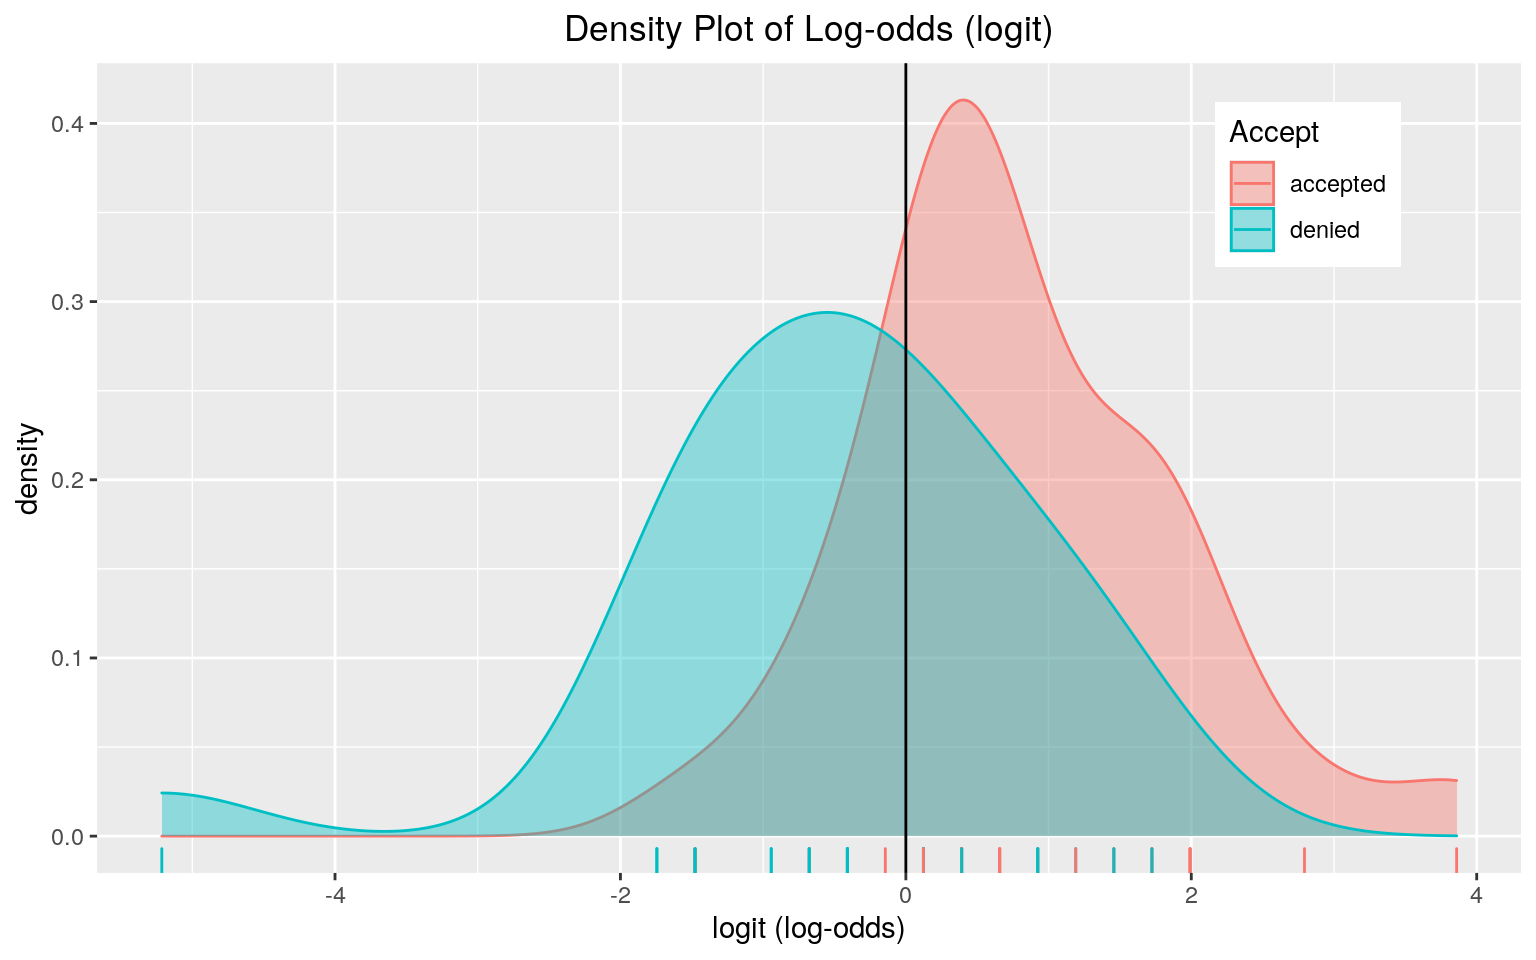 Density Plot of Log-odds (logit)
Accept
accepted
denied
density
0.4
0.3
0.2
0.1
0.0
-4 -2 0 2 4
logit (log-odds)